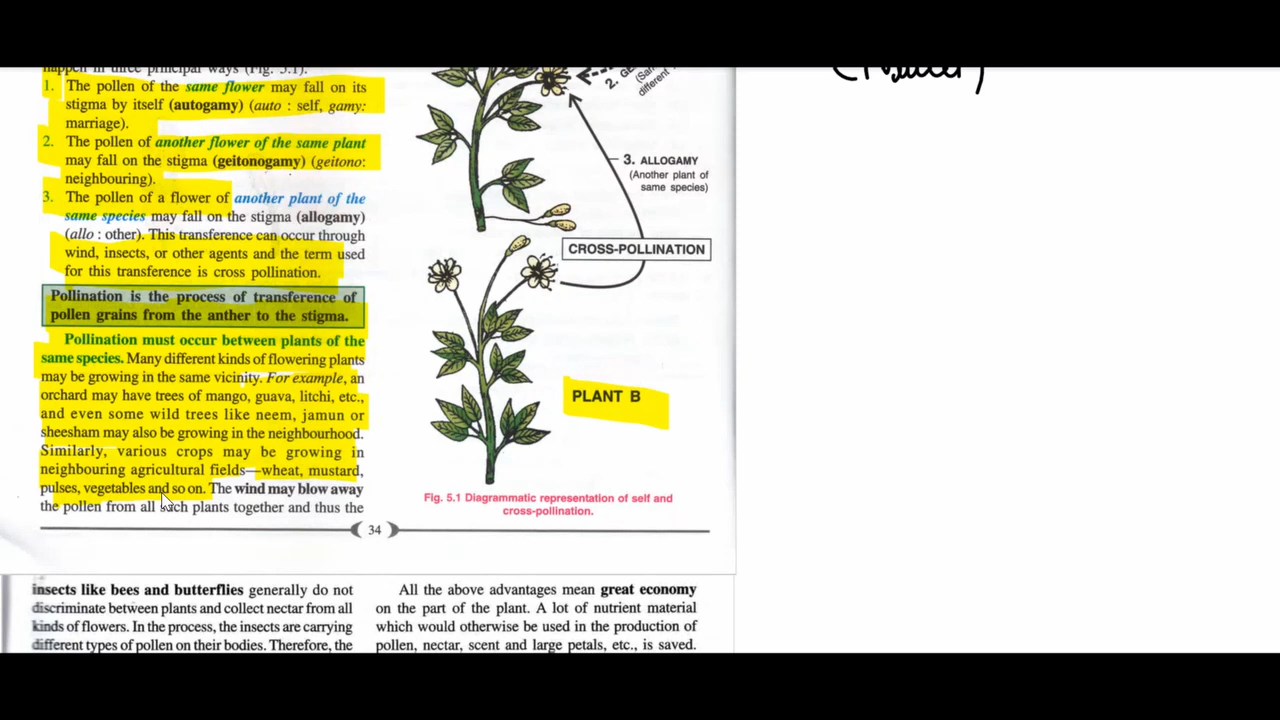 happen in three principal ways (Fig. 5.1).
1. The pollen of the same flower may fall on its
stigma by itself (autogamy) (auto : self, gamy:
marriage).
2. The pollen of another flower of the same plant
may fall on the stigma (geitonogamy) (geitono:
neighbouring).
3. The pollen of a flower of another plant of the
same species may fall on the stigma (allogamy)
(allo : other). This transference can occur through
wind, insects, or other agents and the term used
for this transference is cross pollination.
Pollination is the process of transference of
pollen grains from the anther to the stigma.
Pollination must occur between plants of the
same species. Many different kinds of flowering plants
may be growing in the same vicinity. For example, an
orchard may have trees of mango, guava, litchi, etc.,
and even some wild trees like neem, jamun or
sheesham may also be growing in the neighbourhood.
Similarly, various crops may be growing in
neighbouring agricultural fields—wheat, mustard,
pulses, vegetables and so on. The wind may blow away
the pollen from all such plants together and thus the
2. GE
(Sam
different
3. ALLOGAMY
(Another plant of
same species)
CROSS-POLLINATION
PLANT B
Fig. 5.1 Diagrammatic representation of self and
cross-pollination.
34
insects like bees and butterflies generally do not
discriminate between plants and collect nectar from all
kinds of flowers. In the process, the insects are carrying
different types of pollen on their bodies. Therefore, the
All the above advantages mean great economy
on the part of the plant. A lot of nutrient material
which would otherwise be used in the production of
pollen, nectar, scent and large petals, etc., is saved.